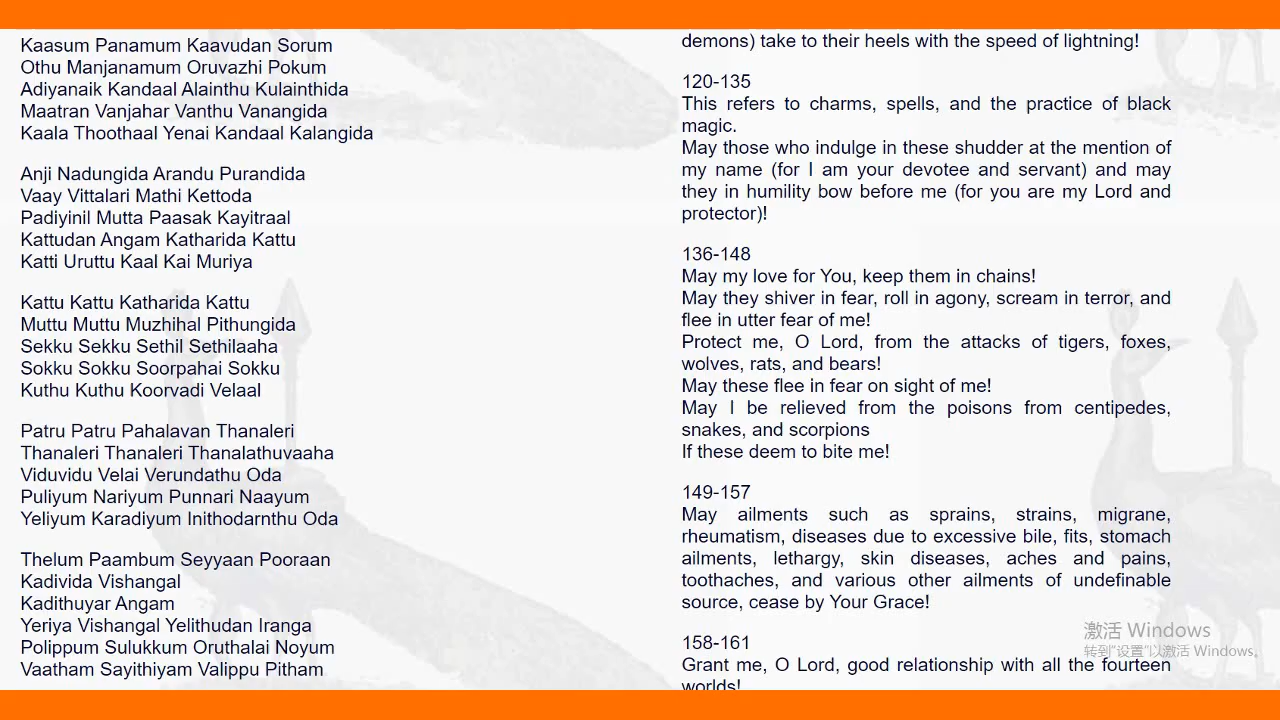 Kaasum Panamum Kaavudan Sorum
Othu Manjanamum Oruvazhi Pokum
Adiyanaik Kandaal Alainthu Kulainthida
Maatran Vanjahar Vanthu Vanangida
Kaala Thoothaal Yenai Kandaal Kalangida
Anji Nadungida Arandu Purandida
Vaay Vittalari Mathi Kettoda
Padiyinil Mutta Paasak Kayitraal
Kattudan Angam Katharida Kattu
Katti Uruttu Kaal Kai Muriya
Kattu Kattu Katharida Kattu
Muttu Muttu Muzhihal Pithungida
Sekku Sekku Sethil Sethilaaha
Sokku Sokku Soorpahai Sokku
Kuthu Kuthu Koorvadi Velaal
Patru Patru Pahalavan Thanaleri
Thanaleri Thanaleri Thanalathuvaaha
Viduvidu Velai Verundathu Oda
Puliyum Nariyum Punnari Naayum
Yeliyum Karadiyum Inithodarnthu Oda
Thelum Paambum Seyyaan Pooraan
Kadivida Vishangal
Kadithuyar Angam
Yeriya Vishangal Yelithudan Iranga
Polippum Sulukkum Oruthalai Noyum
Vaatham Sayithiyam Valippu Pitham
demons) take to their heels with the speed of lightning!
120-135
This refers to charms, spells, and the practice of black
magic.
May those who indulge in these shudder at the mention of
my name (for I am your devotee and servant) and may
they in humility bow before me (for you are my Lord and
protector)!
136-148
May my love for You, keep them in chains!
May they shiver in fear, roll in agony, scream in terror, and
flee in utter fear of me!
Protect me, O Lord, from the attacks of tigers, foxes,
wolves, rats, and bears!
May these flee in fear on sight of me!
May I be relieved from the poisons from centipedes,
snakes, and scorpions
If these deem to bite me!
149-157
May ailments such as sprains, strains, migrane,
rheumatism, diseases due to excessive bile, fits, stomach
ailments, lethargy, skin diseases, aches and pains,
toothaches, and various other ailments of undefinable
source, cease by Your Grace!
158-161
Grant me, O Lord, good relationship with all the fourteen
worlds!
激活 Windows
转到"设置"以激活 Windows。